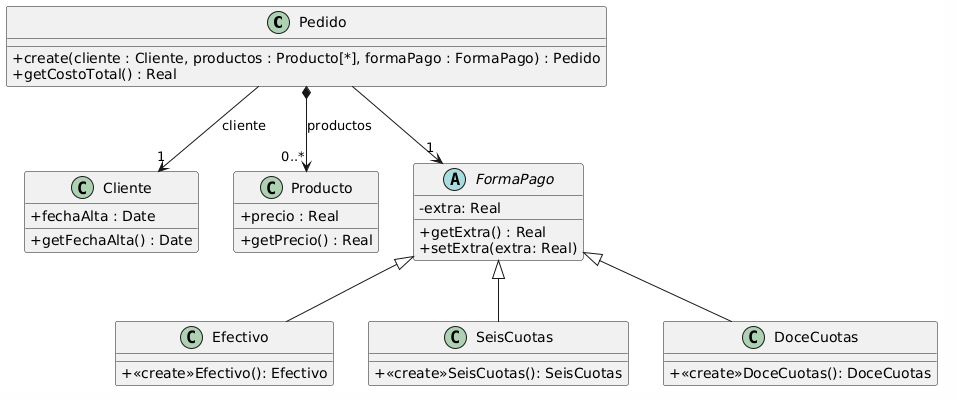 C Pedido
+create(cliente : Cliente, productos : Producto[*], formaPago : FormaPago) : Pedido
+getCostoTotal() : Real
cliente
productos
1
0..*
1
C Cliente
+fechaAlta : Date
+getFechaAlta() : Date
C Producto
+precio : Real
+getPrecio() : Real
A FormaPago
-extra: Real
+getExtra() : Real
+setExtra(extra: Real)
C Efectivo
+«create»Efectivo(): Efectivo
C SeisCuotas
+«create»SeisCuotas(): SeisCuotas
C DoceCuotas
+«create»DoceCuotas(): DoceCuotas